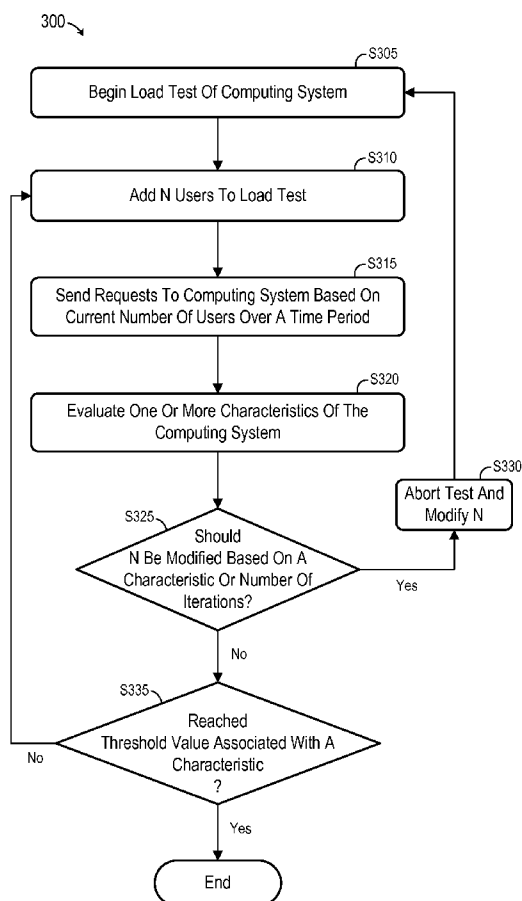 300
S305
Begin Load Test Of Computing System
S310
Add N Users To Load Test
S315
Send Requests To Computing System Based On
Current Number Of Users Over A Time Period
S320
Evaluate One Or More Characteristics Of The
Computing System
S330
Abort Test And
Modify N
S325
Should
N Be Modified Based On A
Characteristic Or Number Of
Iterations?
Yes
No
S335
Reached
Threshold Value Associated With A
Characteristic
?
No
Yes
End